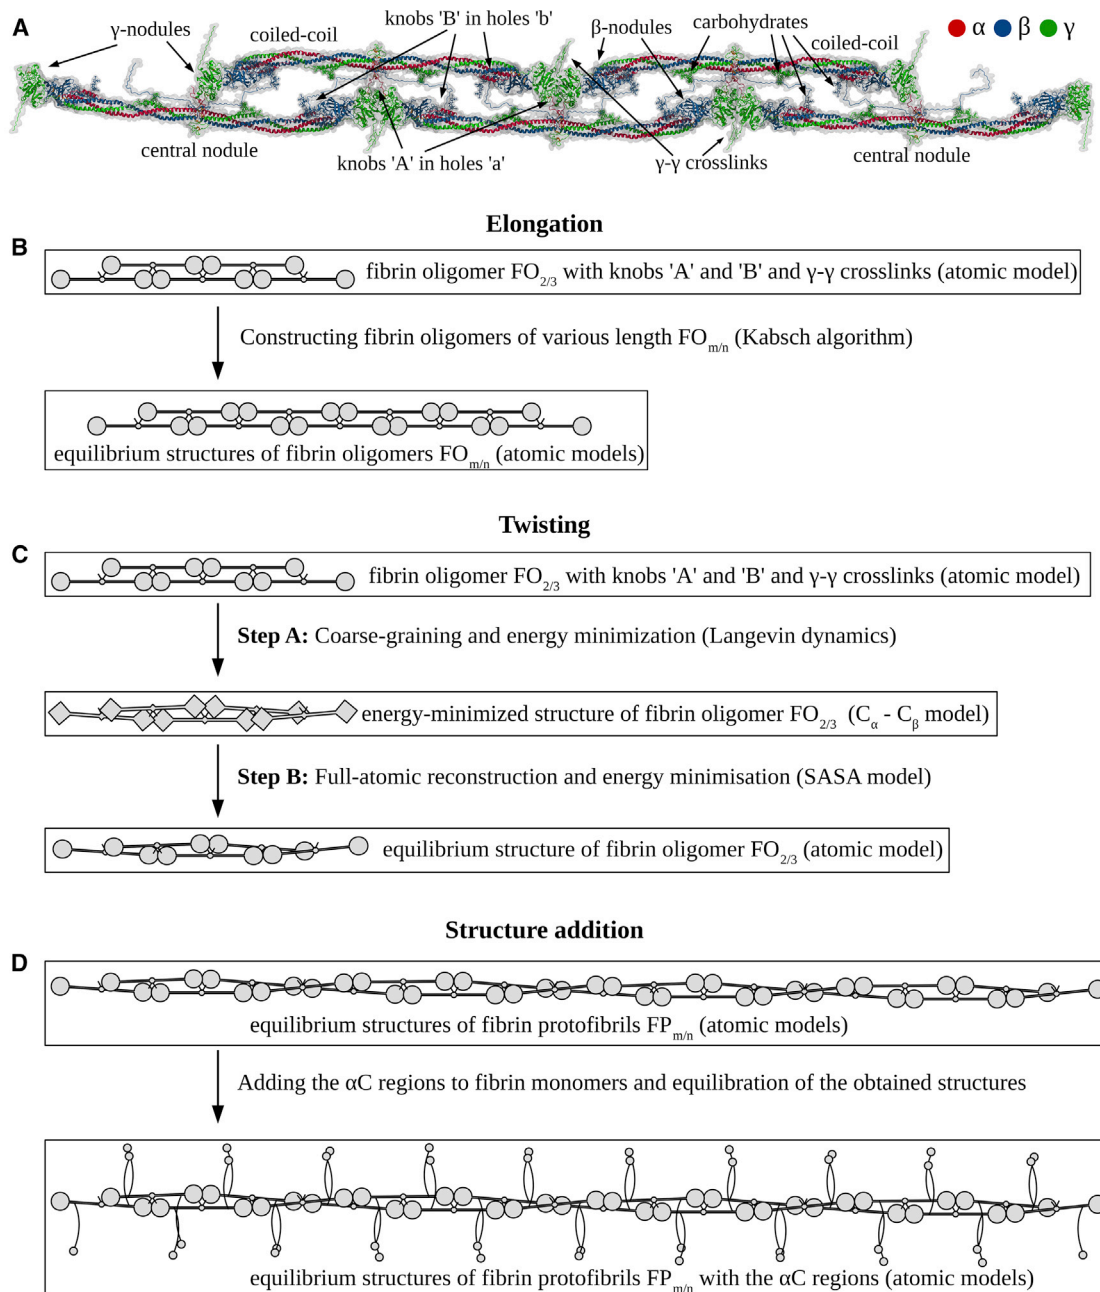 A
γ-nodules
coiled-coil
knobs 'B' in holes 'b'
β-nodules
carbohydrates
coiled-coil
α β γ
central nodule
knobs 'A' in holes 'a'
γ-γ crosslinks
central nodule
Elongation
B
fibrin oligomer FO2/3 with knobs 'A' and 'B' and γ-γ crosslinks (atomic model)
Constructing fibrin oligomers of various length FOm/n (Kabsch algorithm)
equilibrium structures of fibrin oligomers FOm/n (atomic models)
Twisting
C
fibrin oligomer FO2/3 with knobs 'A' and 'B' and γ-γ crosslinks (atomic model)
Step A: Coarse-graining and energy minimization (Langevin dynamics)
energy-minimized structure of fibrin oligomer FO2/3 (Cα - Cβ model)
Step B: Full-atomic reconstruction and energy minimisation (SASA model)
equilibrium structure of fibrin oligomer FO2/3 (atomic model)
Structure addition
D
equilibrium structures of fibrin protofibrils FPm/n (atomic models)
Adding the αC regions to fibrin monomers and equilibration of the obtained structures
equilibrium structures of fibrin protofibrils FPm/n with the αC regions (atomic models)